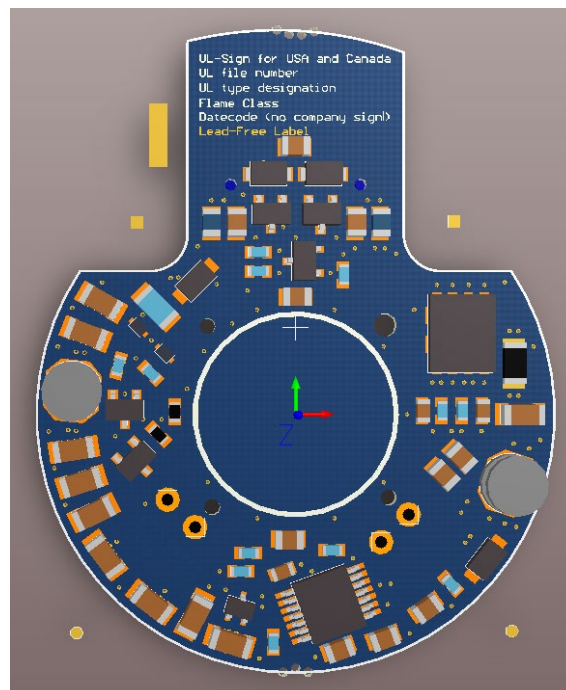 UL-Sign for USA and Canada
UL file number
UL type designation
Flame Class
Datecode (no company sign!)
Lead-Free Label
Z